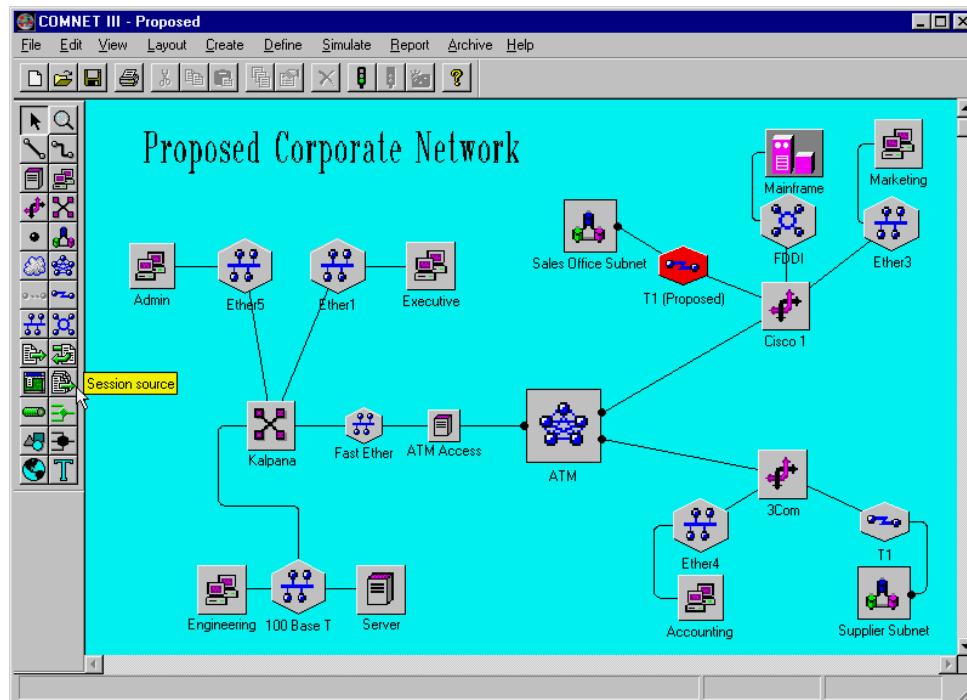 COMNET III - Proposed
File Edit View Layout Create Define Simulate Report Archive Help
Proposed Corporate Network
Mainframe
Marketing
Sales Office Subnet
FDDI
Ether3
Admin
Ether5
Ether1
Executive
T1 (Proposed)
Cisco 1
Session source
Kalpana
Fast Ether
ATM Access
ATM
3Com
Ether4
T1
Engineering
100 Base T
Server
Accounting
Supplier Subnet